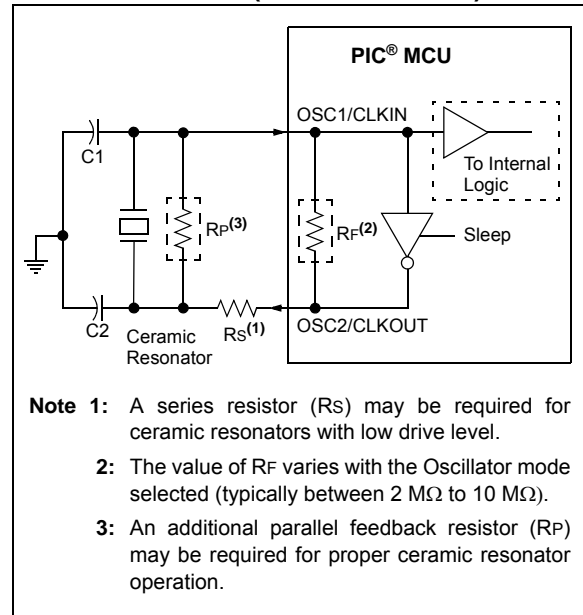 PIC® MCU
OSC1/CLKIN
C1
To Internal
Logic
RP(3)
RF(2)
Sleep
C2
Ceramic
Resonator
RS(1)
OSC2/CLKOUT
Note 1: A series resistor (RS) may be required for
ceramic resonators with low drive level.
2: The value of RF varies with the Oscillator mode
selected (typically between 2 MΩ to 10 MΩ).
3: An additional parallel feedback resistor (RP)
may be required for proper ceramic resonator
operation.